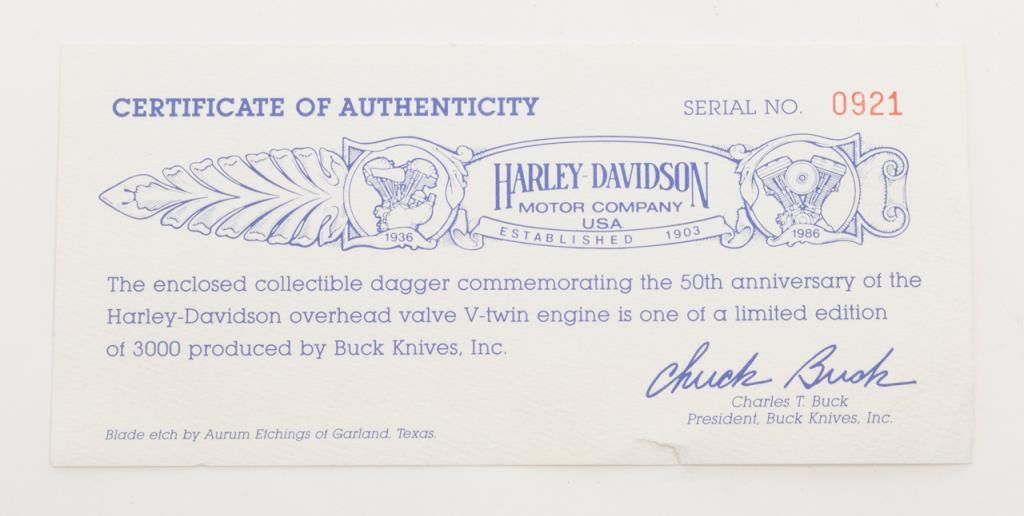 CERTIFICATE OF AUTHENTICITY SERIAL NO. 0921
HARLEY-DAVIDSON
MOTOR COMPANY
USA
ESTABLISHED 1903
1936
1986
The enclosed collectible dagger commemorating the 50th anniversary of the
Harley-Davidson overhead valve V-twin engine is one of a limited edition
of 3000 produced by Buck Knives, Inc.
Chuck Buck
Charles T. Buck
President, Buck Knives, Inc.
Blade etch by Aurum Etchings of Garland, Texas.